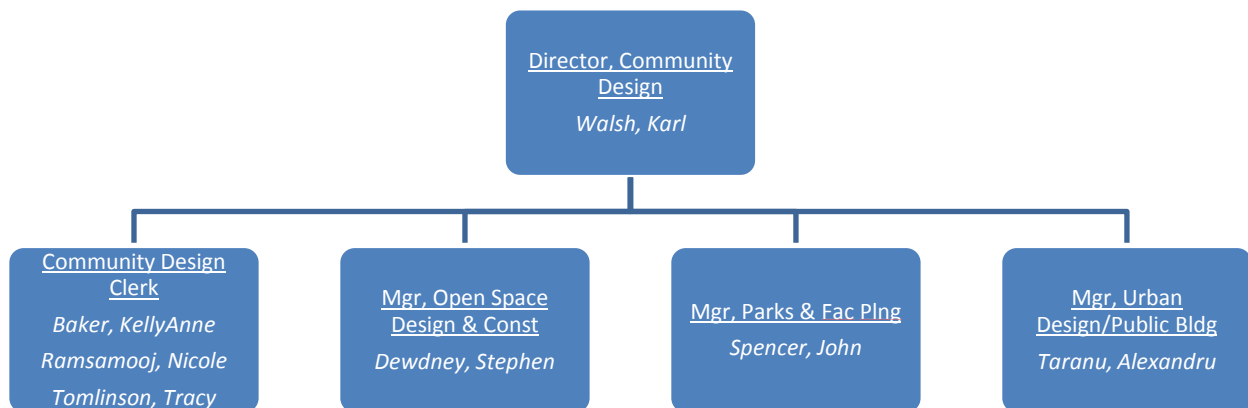 Director, Community
Design
Walsh, Karl
Community Design
Clerk
Baker, KellyAnne
Ramsamooj, Nicole
Tomlinson, Tracy
Mgr, Open Space
Design & Const
Dewdney, Stephen
Mgr, Parks & Fac Plng
Spencer, John
Mgr, Urban
Design/Public Bldg
Taranu, Alexandru